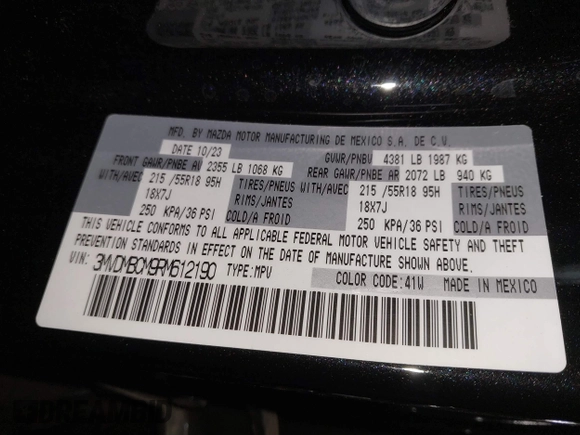 MFD. BY MAZDA MOTOR MANUFACTURING DE MEXICO S.A. DE C.V.
DATE 10/23 GVWR/PNBV 4381 LB 1987 KG
FRONT GAWR/PNBE AV 2355 LB 1068 KG REAR GAWR/PNBE AR 2072 LB 940 KG
WITH/AVEC 215 /55R18 95H TIRES/PNEUS WITH/AVEC 215 /55R18 95H TIRES/PNEUS
18X7J RIMS/JANTES 18X7J RIMS/JANTES
250 KPA/36 PSI COLD/A FROID 250 KPA/36 PSI COLD/A FROID
THIS VEHICLE CONFORMS TO ALL APPLICABLE FEDERAL MOTOR VEHICLE SAFETY AND THEFT
PREVENTION STANDARDS IN EFFECT ON THE DATE OF MANUFACTURE SHOWN ABOVE.
VIN: 3MVDMBCM9RM612190 TYPE:MPV
COLOR CODE:41W MADE IN MEXICO